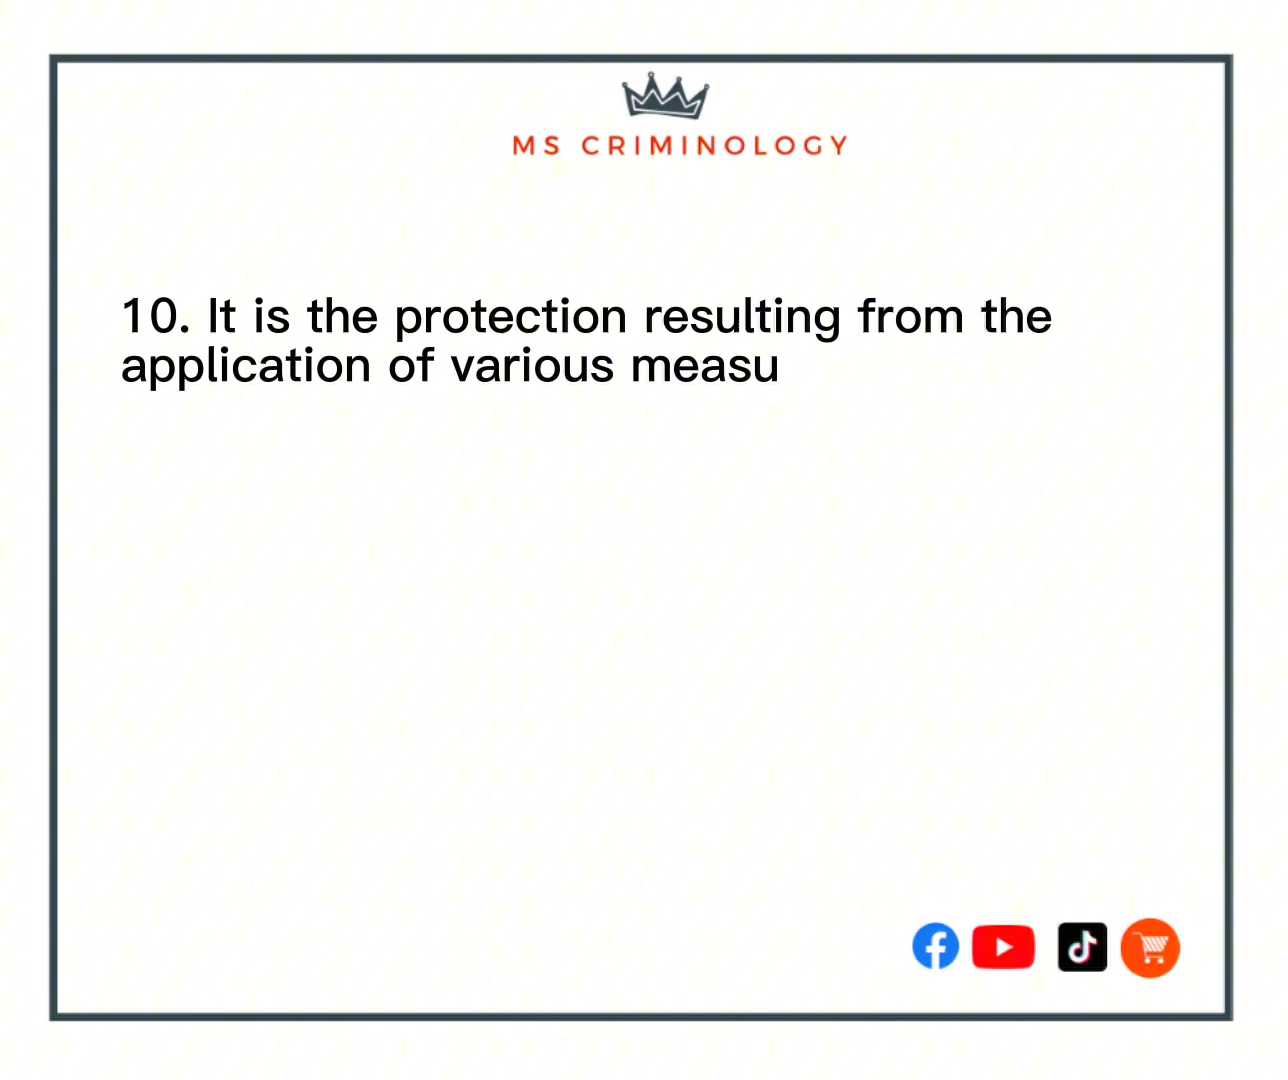 MS CRIMINOLOGY
10. It is the protection resulting from the
application of various measu